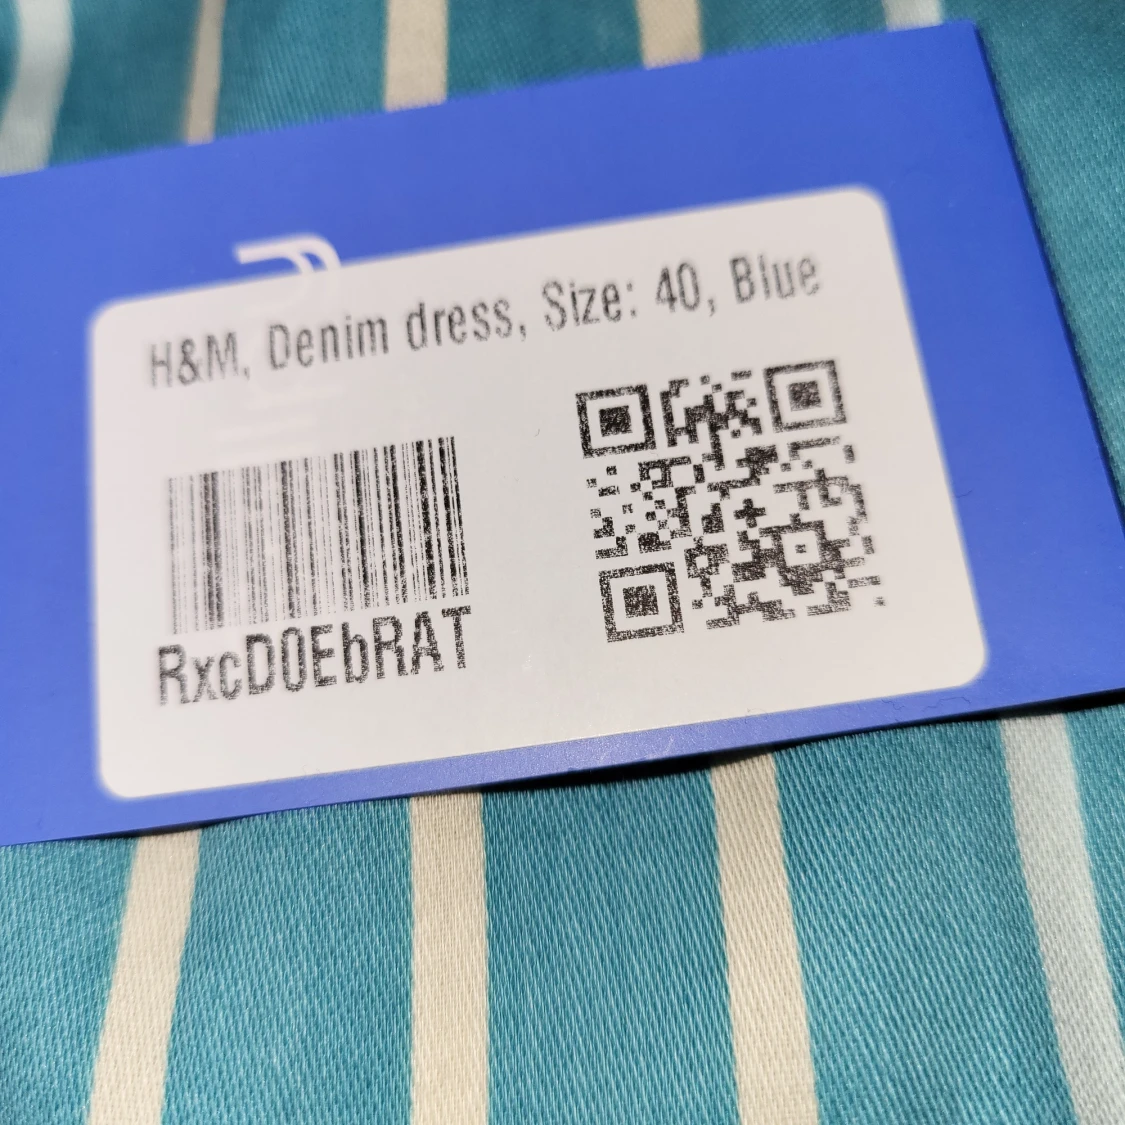 H&M, Denim dress, Size: 40, Blue
RxcD0EbRAT